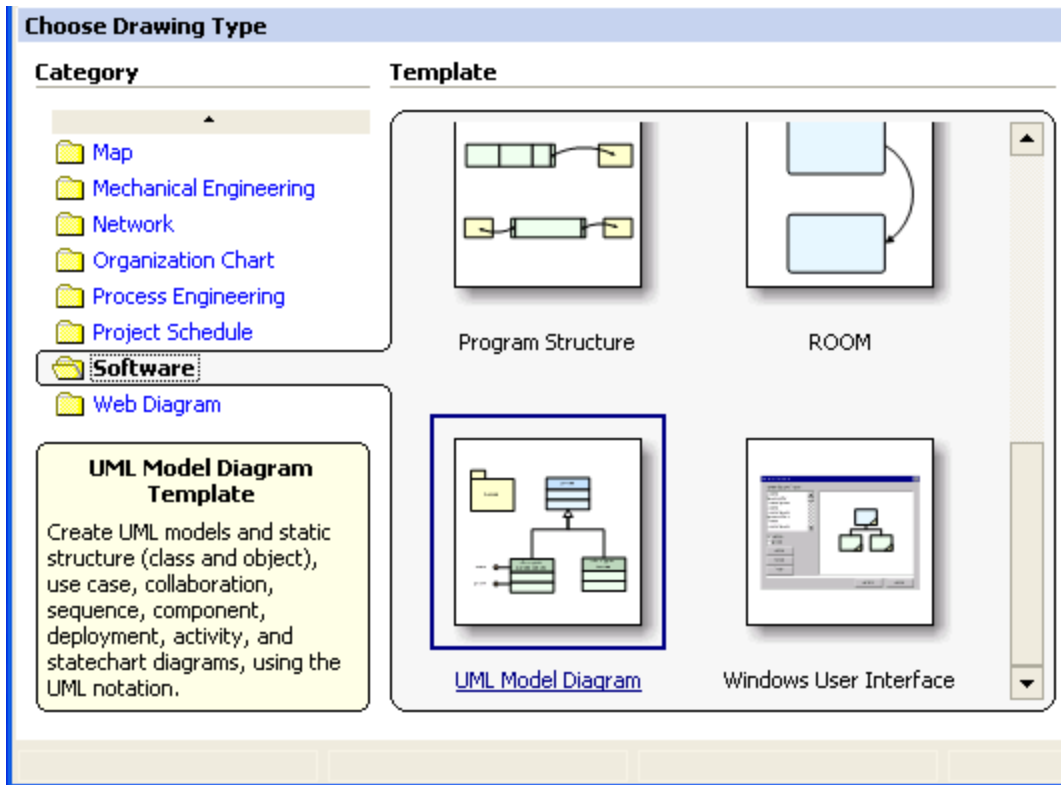 Choose Drawing Type
Category
Template
Map
Mechanical Engineering
Network
Organization Chart
Process Engineering
Project Schedule
Software
Web Diagram
UML Model Diagram
Template
Create UML models and static
structure (class and object),
use case, collaboration,
sequence, component,
deployment, activity, and
statechart diagrams, using the
UML notation.
Program Structure
ROOM
UML Model Diagram
Windows User Interface